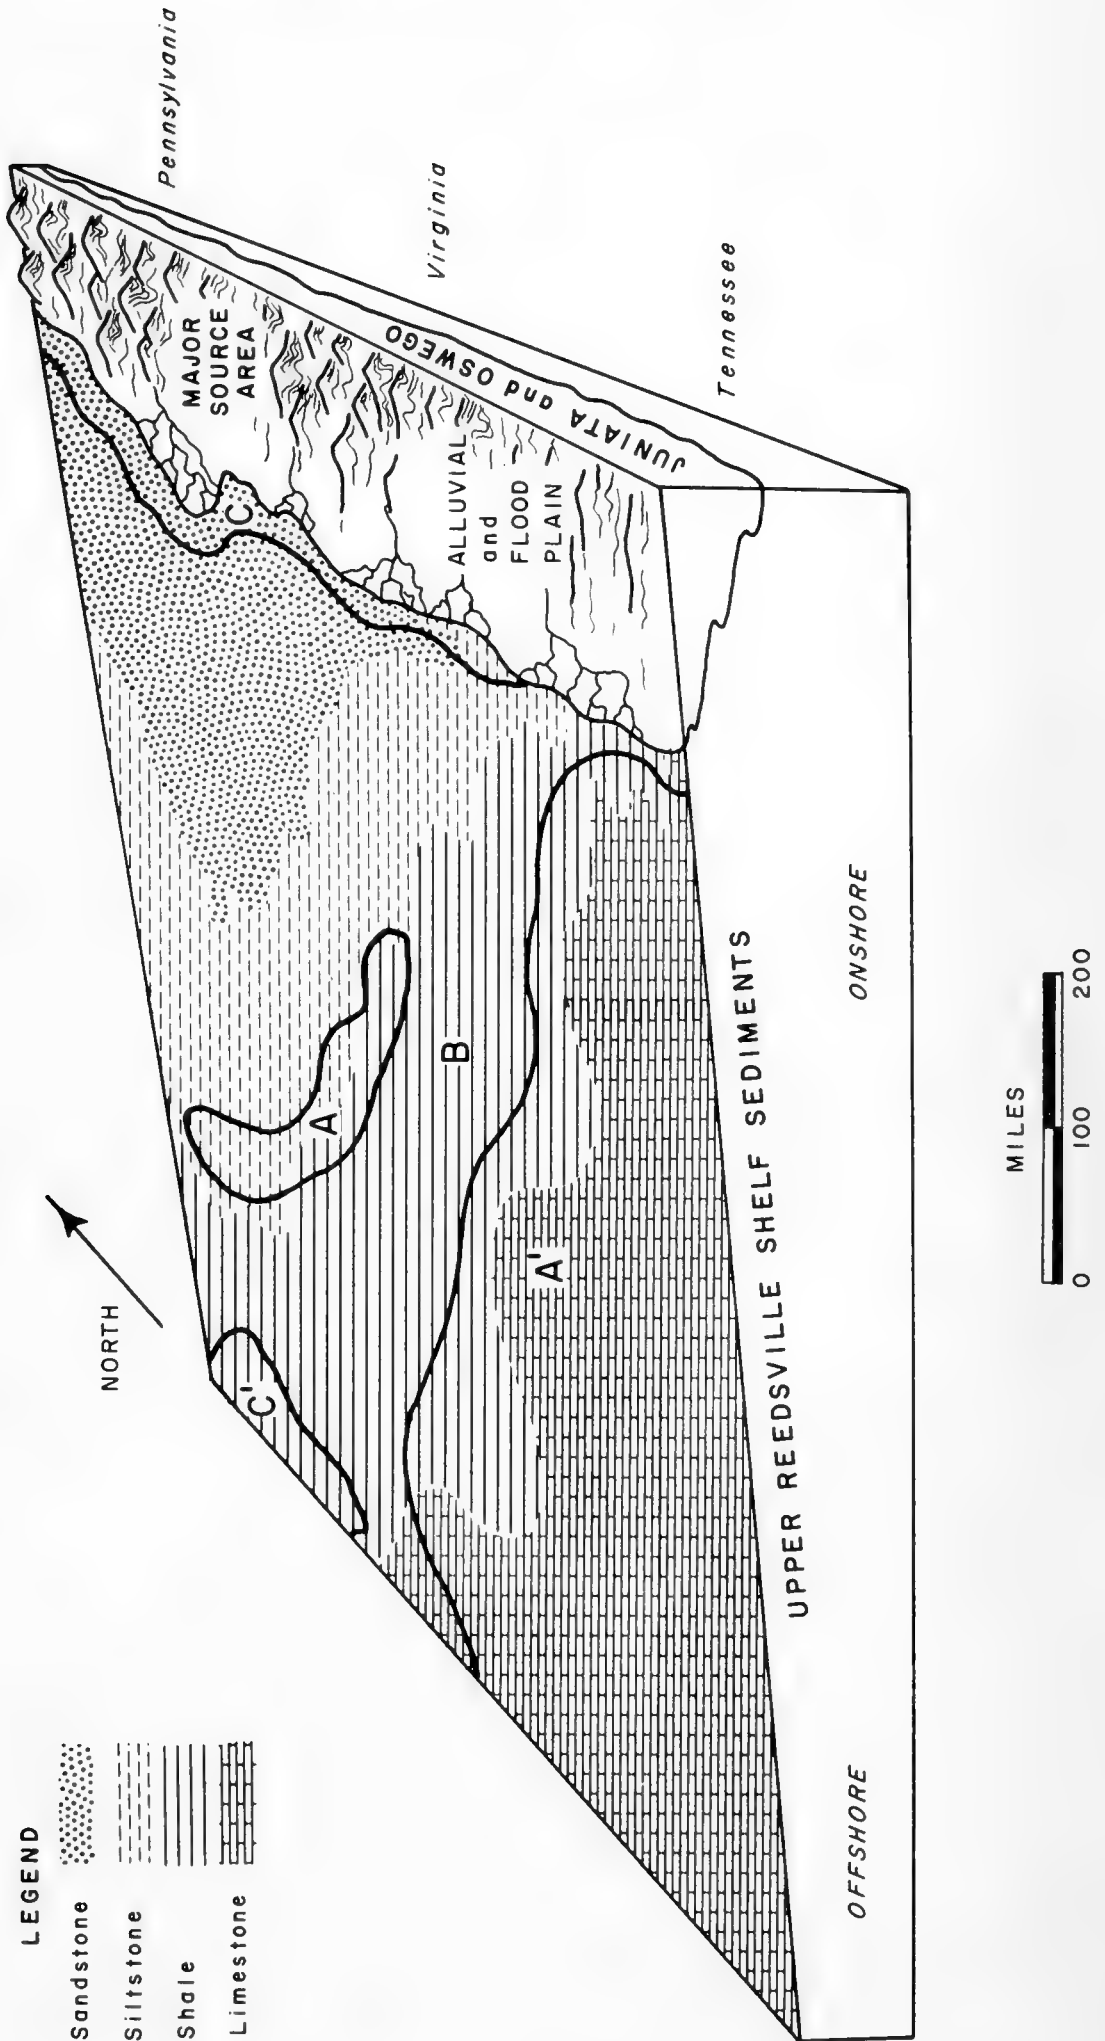 LEGEND
Sandstone
Siltstone
Shale
Limestone
NORTH
Pennsylvania
Virginia
Tennessee
MAJOR
SOURCE
AREA
ALLUVIAL
and
FLOOD
PLAIN
JUNIATA and OSWEGO
C
A
B
C'
A'
UPPER REEDSVILLE SHELF SEDIMENTS
OFFSHORE
ONSHORE
MILES
0 100 200